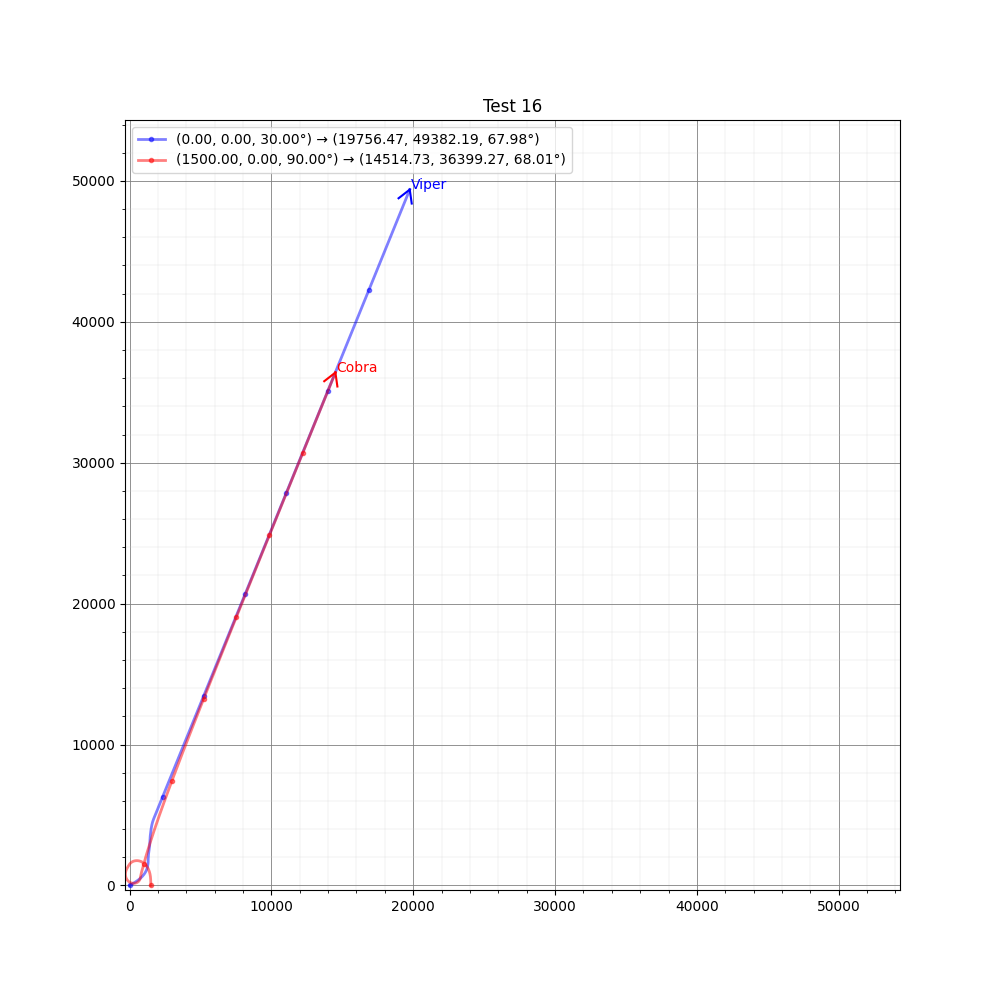 Test 16
(0.00, 0.00, 30.00°) → (19756.47, 49382.19, 67.98°)
(1500.00, 0.00, 90.00°) → (14514.73, 36399.27, 68.01°)
Viper
Cobra
50000
40000
30000
20000
10000
0
0 10000 20000 30000 40000 50000